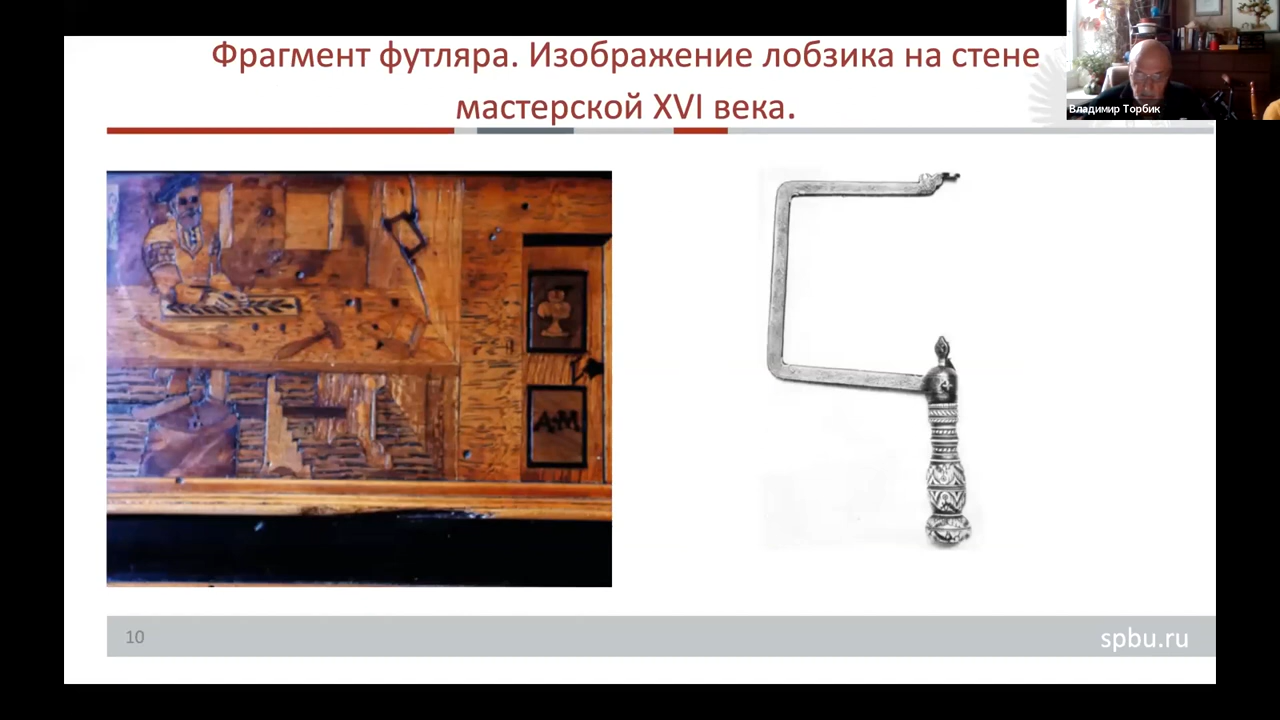 Фрагмент футляра. Изображение лобзика на стене
мастерской XVI века.
Владимир Торбик
A·M
10
spbu.ru